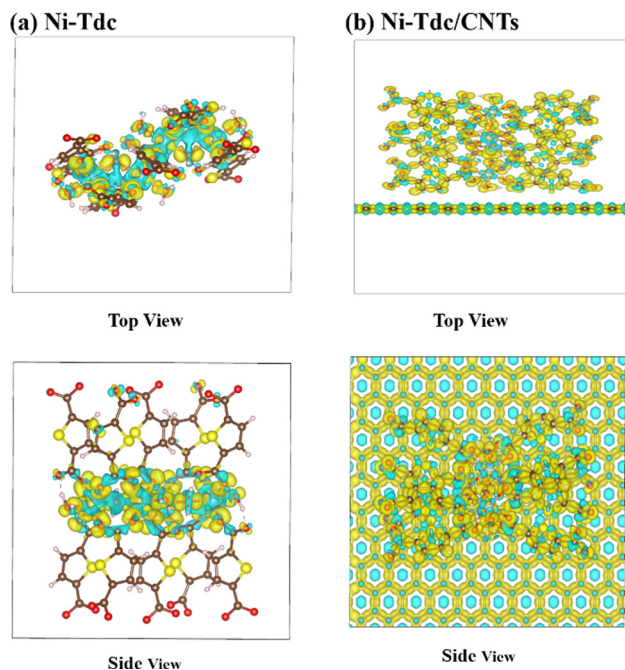 (a) Ni-Tdc
(b) Ni-Tdc/CNTs
Top View
Top View
Side View
Side View